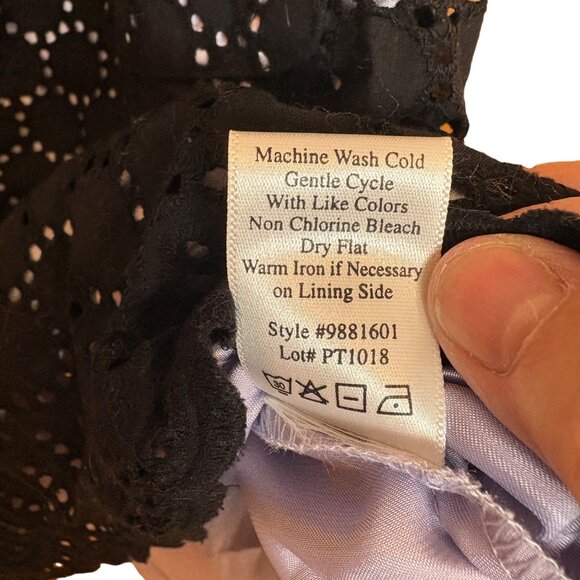 Machine Wash Cold
Gentle Cycle
With Like Colors
Non Chlorine Bleach
Dry Flat
Warm Iron if Necessary
on Lining Side
Style #9881601
Lot# PT1018
30